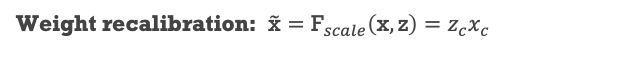 Weight recalibration: x̃ = F_scale(x, z) = z_c x_c